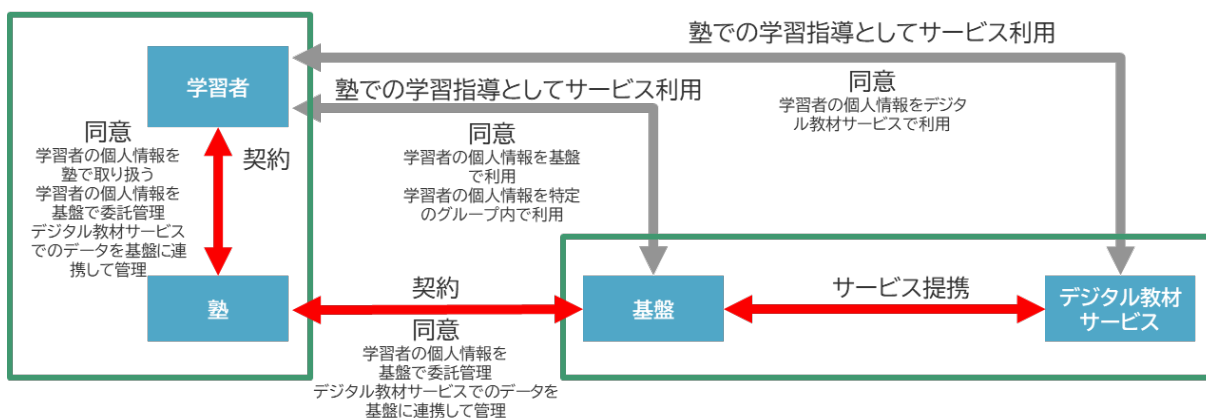 塾での学習指導としてサービス利用
同意
学習者の個人情報をデジ
タル教材サービスで利用
学習者
塾での学習指導としてサービス利用
同意
学習者の個人情報を基盤
で利用
学習者の個人情報を特定
のグループ内で利用
同意
学習者の個人情報を
塾で取り扱う
学習者の個人情報を
基盤で委託管理
デジタル教材サービス
でのデータを基盤に連
携して管理
契約
塾
契約
同意
学習者の個人情報を
基盤で委託管理
デジタル教材サービスでのデータを
基盤に連携して管理
基盤
サービス提携
デジタル教材
サービス